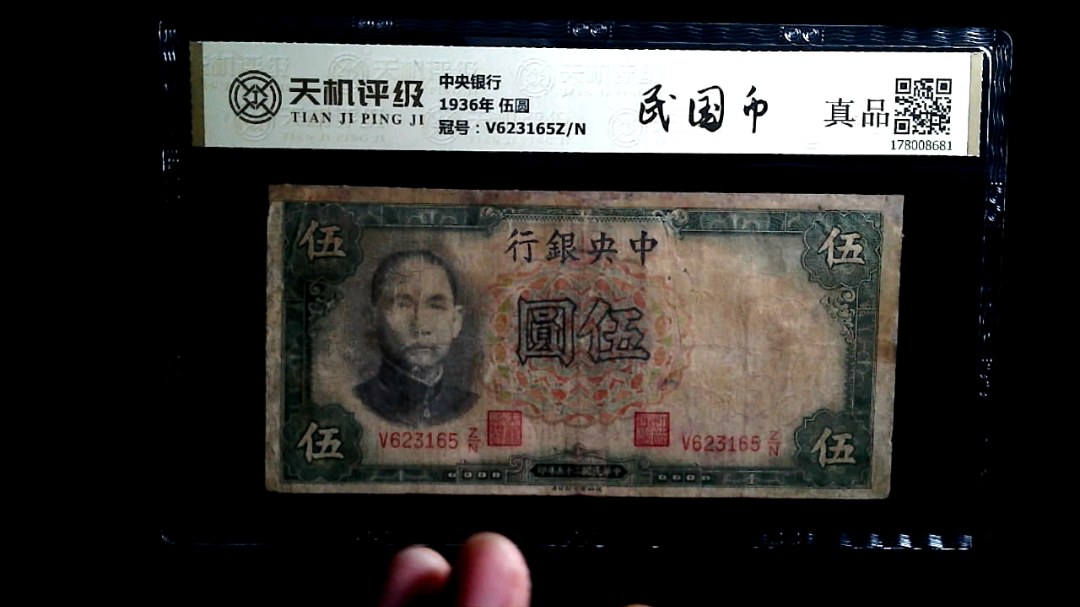 天机评级
TIAN JI PING JI
中央银行
1936年 伍圆
冠号：V623165Z/N
民国币
真品
178008681
伍
行銀央中
伍
圓伍
伍
V623165 Z/N
V623165 Z/N
伍